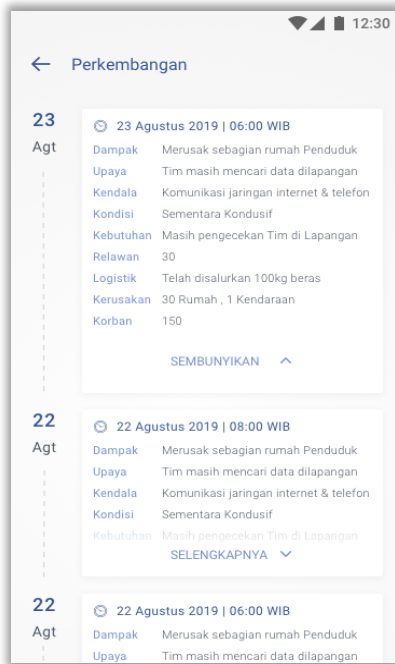 12:30
Perkembangan
23
Agt
23 Agustus 2019 | 06:00 WIB
Dampak Merusak sebagian rumah Penduduk
Upaya Tim masih mencari data dilapangan
Kendala Komunikasi jaringan internet & telefon
Kondisi Sementara Kondusif
Kebutuhan Masih pengecekan Tim di Lapangan
Relawan 30
Logistik Telah disalurkan 100kg beras
Kerusakan 30 Rumah , 1 Kendaraan
Korban 150
SEMBUNYIKAN
22
Agt
22 Agustus 2019 | 08:00 WIB
Dampak Merusak sebagian rumah Penduduk
Upaya Tim masih mencari data dilapangan
Kendala Komunikasi jaringan internet & telefon
Kondisi Sementara Kondusif
Kebutuhan Masih pengecekan Tim di Lapangan
SELENGKAPNYA
22
Agt
22 Agustus 2019 | 06:00 WIB
Dampak Merusak sebagian rumah Penduduk
Upaya Tim masih mencari data dilapangan